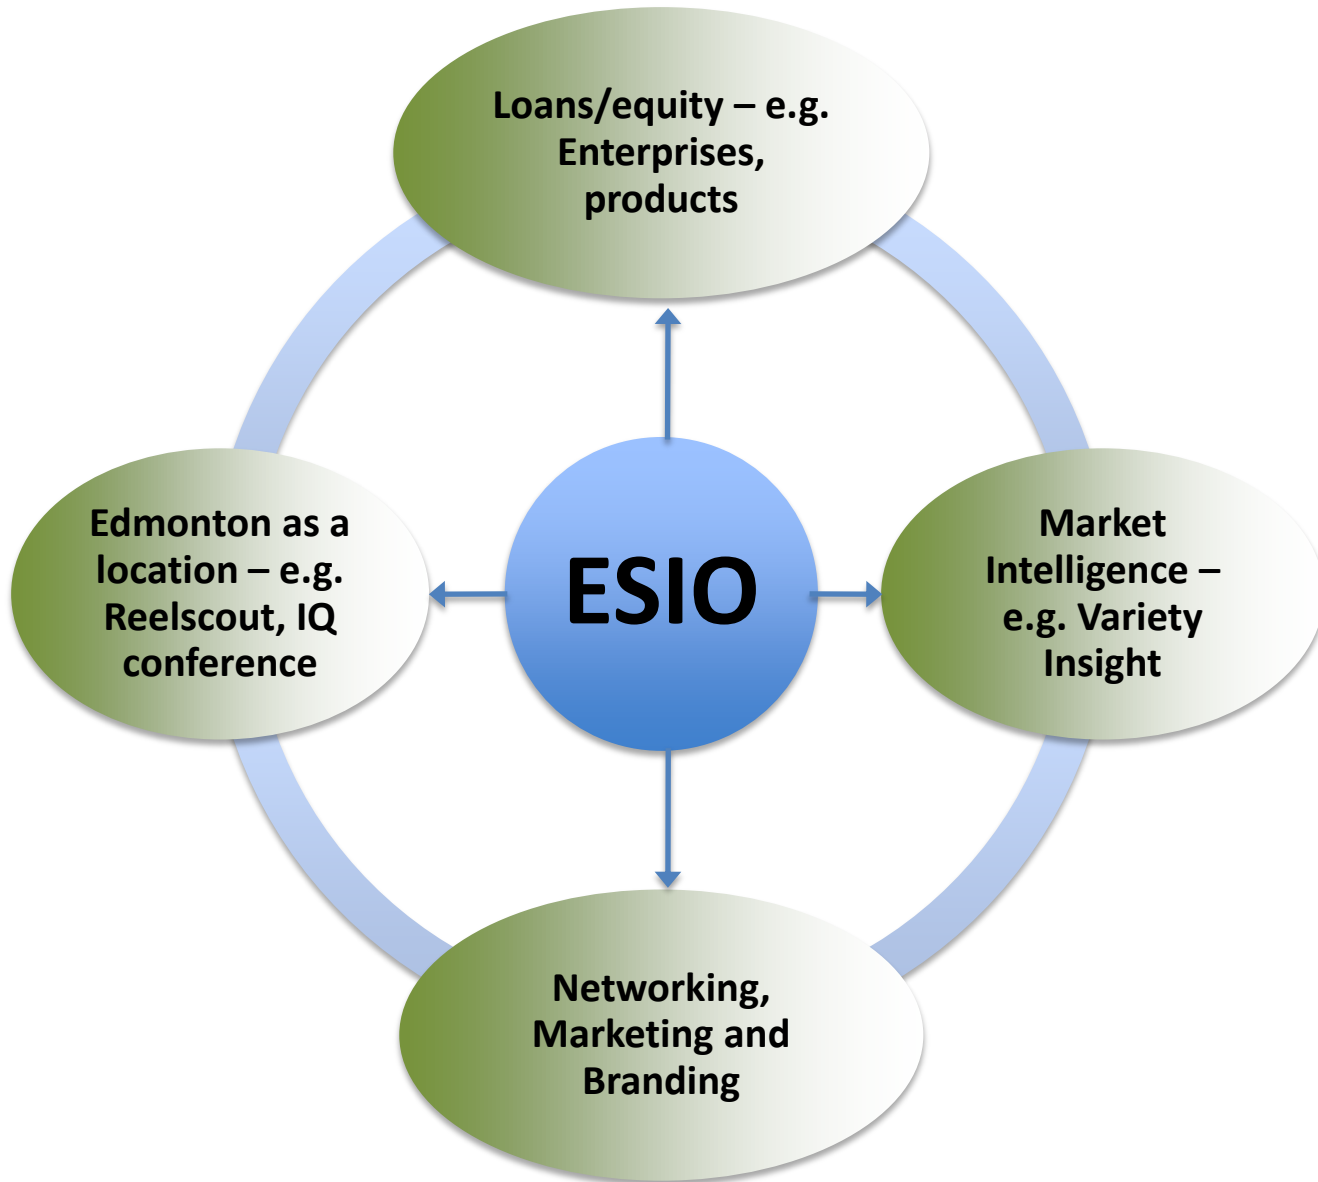 Loans/equity – e.g.
Enterprises,
products
Edmonton as a
location – e.g.
Reelscout, IQ
conference
ESIO
Market
Intelligence –
e.g. Variety
Insight
Networking,
Marketing and
Branding